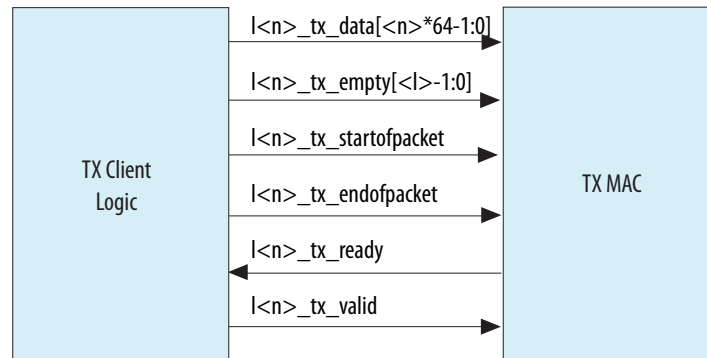 l<n>_tx_data[<n>*64-1:0]
l<n>_tx_empty[<l>-1:0]
l<n>_tx_startofpacket
TX Client
Logic
l<n>_tx_endofpacket
TX MAC
l<n>_tx_ready
l<n>_tx_valid